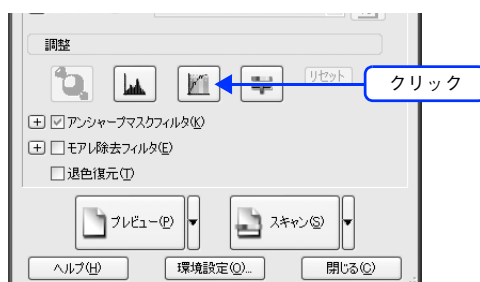 調整
リセット
クリック
アンシャープマスクフィルタ(K)
モアレ除去フィルタ(E)
退色復元(T)
プレビュー(P)
スキャン(S)
ヘルプ(H)
環境設定(O)...
閉じる(C)